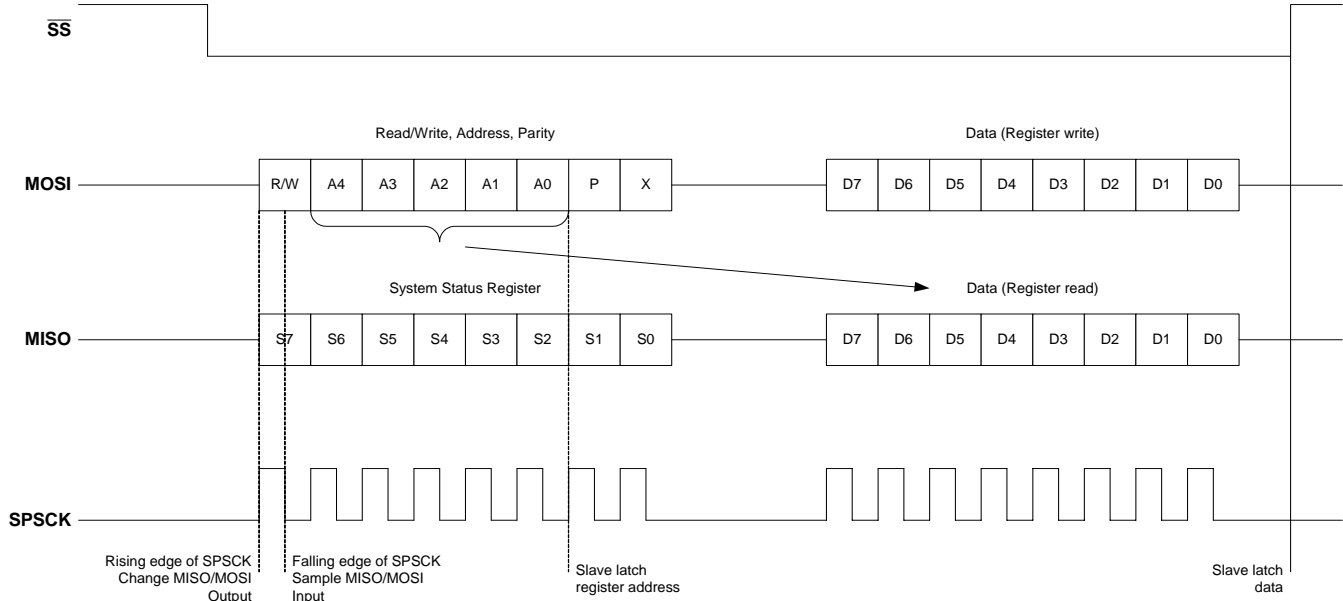 SS
Read/Write, Address, Parity
Data (Register write)
MOSI
R/W A4 A3 A2 A1 A0 P X
D7 D6 D5 D4 D3 D2 D1 D0
System Status Register
Data (Register read)
MISO
S7 S6 S5 S4 S3 S2 S1 S0
D7 D6 D5 D4 D3 D2 D1 D0
SPSCK
Rising edge of SPSCK
Change MISO/MOSI
Output
Falling edge of SPSCK
Sample MISO/MOSI
Input
Slave latch
register address
Slave latch
data